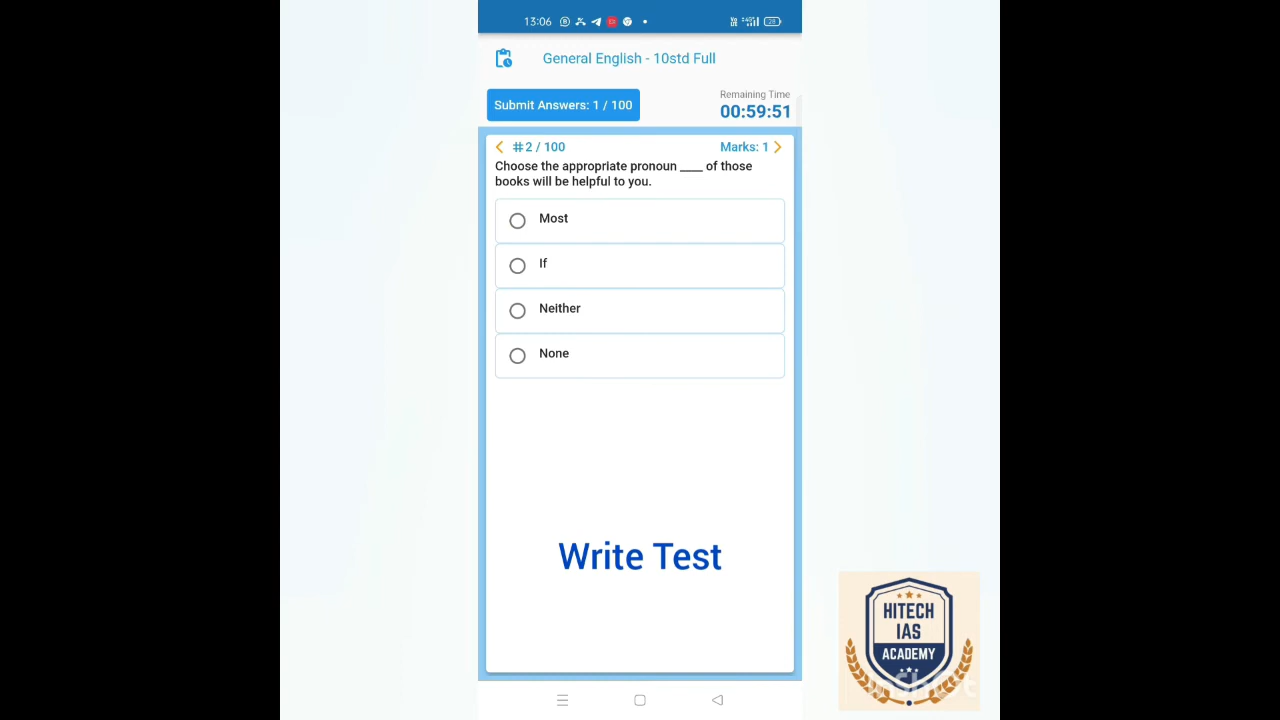 13:06
28
General English - 10std Full
Submit Answers: 1 / 100
Remaining Time
00:59:51
#2 / 100
Marks: 1
Choose the appropriate pronoun ____ of those
books will be helpful to you.
Most
If
Neither
None
Write Test
HITECH
IAS
ACADEMY